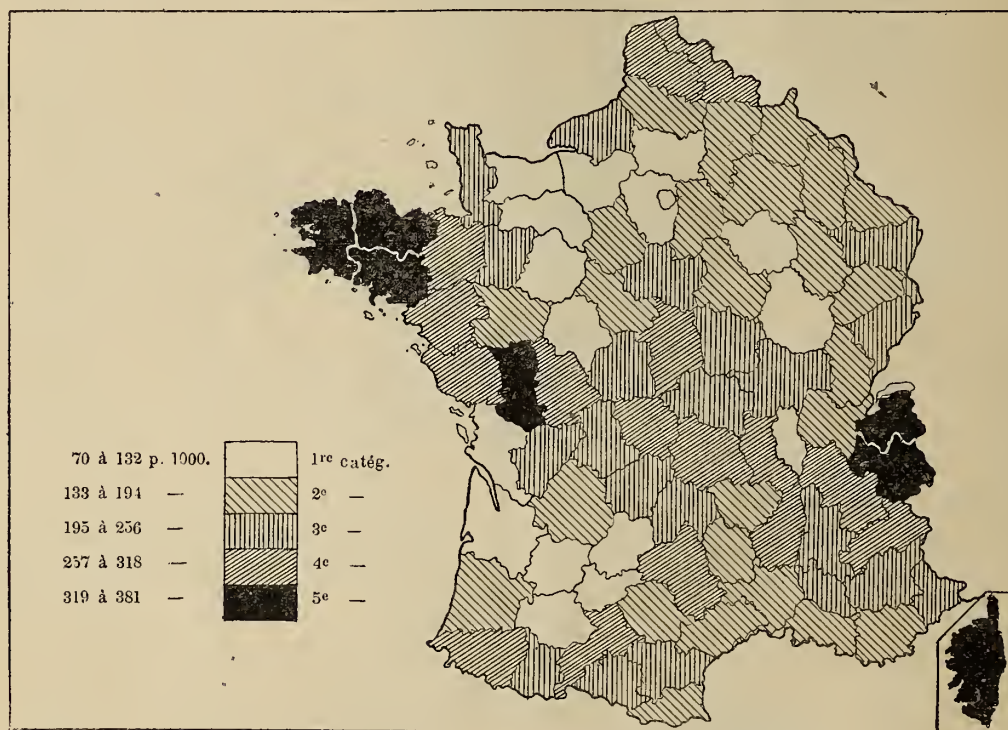 70 à 132 p. 1000. 1re catég.
133 à 194 — 2e —
195 à 256 — 3e —
257 à 318 — 4e —
319 à 381 — 5e —